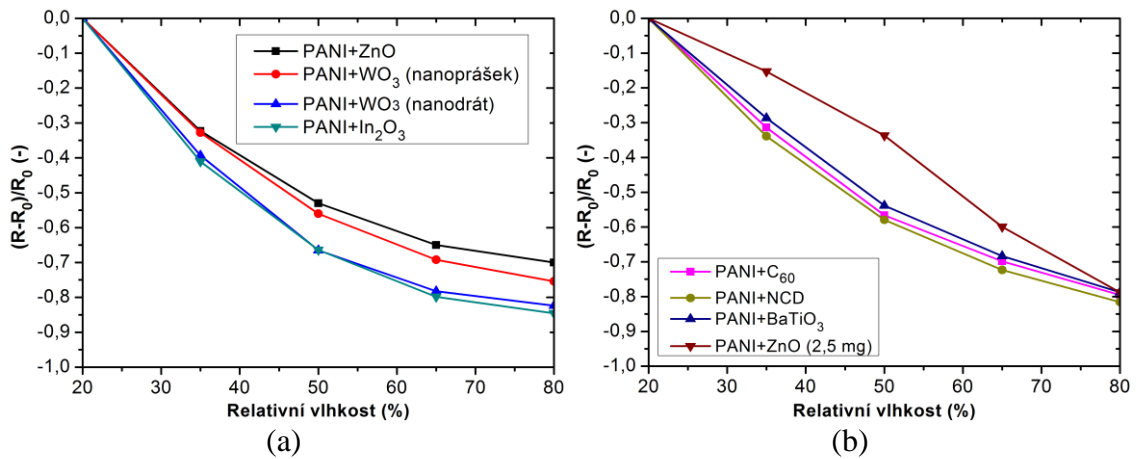 0,0
-0,1
-0,2
-0,3
-0,4
-0,5
-0,6
-0,7
-0,8
-0,9
-1,0
(R-R₀)/R₀ (-)
PANI+ZnO
PANI+WO₃ (nanoprášek)
PANI+WO₃ (nanodrát)
PANI+In₂O₃
20 30 40 50 60 70 80
Relativní vlhkost (%)
(a)
0,0
-0,1
-0,2
-0,3
-0,4
-0,5
-0,6
-0,7
-0,8
-0,9
-1,0
(R-R₀)/R₀ (-)
PANI+C₆₀
PANI+NCD
PANI+BaTiO₃
PANI+ZnO (2,5 mg)
20 30 40 50 60 70 80
Relativní vlhkost (%)
(b)